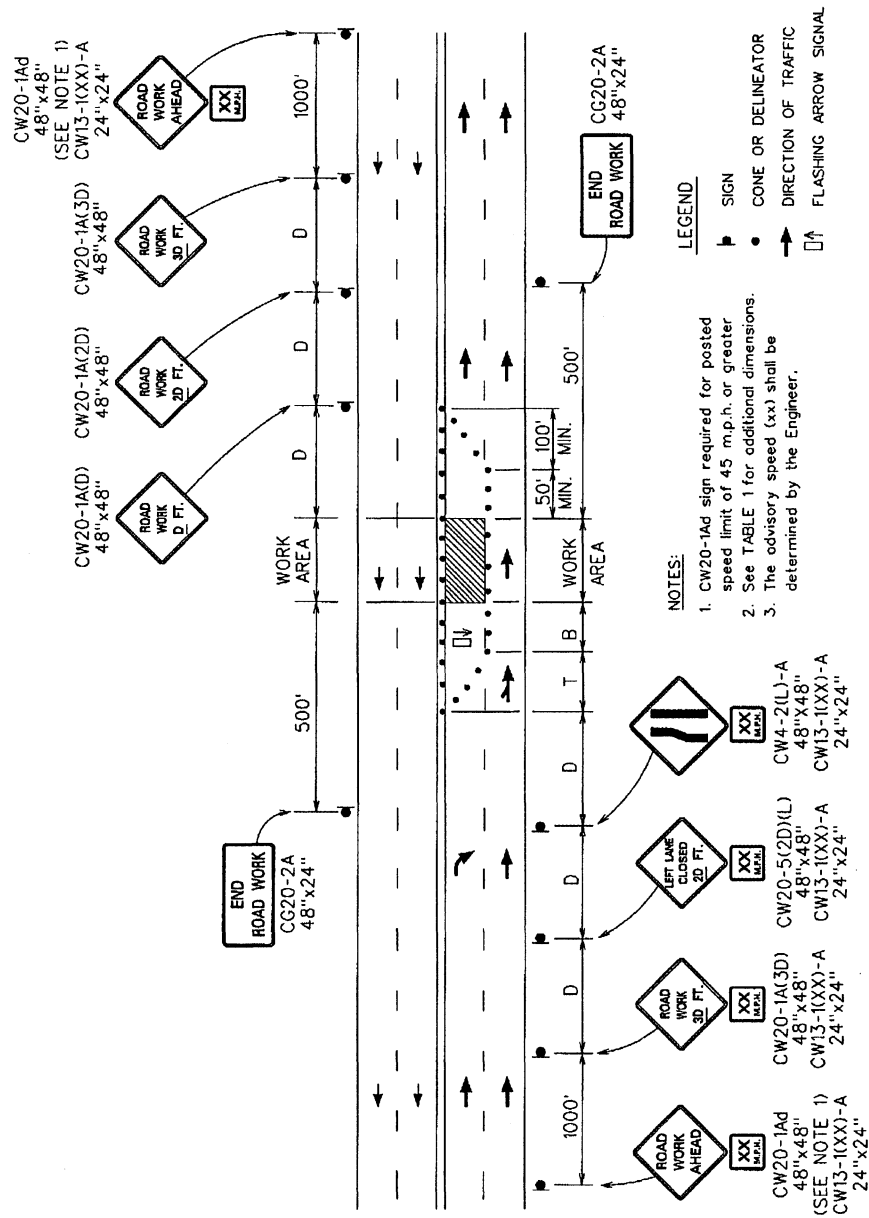 CW20-1Ad
48"x48"
(SEE NOTE 1)
CW13-1(XX)-A
24"x24"
ROAD
WORK
AHEAD
XX
M.P.H.
1000'
CW20-1A(3D)
48"x48"
ROAD
WORK
3D FT.
D
CW20-1A(2D)
48"x48"
ROAD
WORK
2D FT.
D
CW20-1A(D)
48"x48"
ROAD
WORK
D FT.
D
WORK
AREA
500'
END
ROAD WORK
CG20-2A
48"x24"
END
ROAD WORK
CG20-2A
48"x24"
500'
100'
MIN.
50'
MIN.
WORK
AREA
B
T
D
D
D
1000'
XX
M.P.H.
CW4-2(L)-A
48"x48"
CW13-1(XX)-A
24"x24"
LEFT LANE
CLOSED
2D FT.
XX
M.P.H.
CW20-5(2D)(L)
48"x48"
CW13-1(XX)-A
24"x24"
ROAD
WORK
3D FT.
XX
M.P.H.
CW20-1A(3D)
48"x48"
CW13-1(XX)-A
24"x24"
ROAD
WORK
AHEAD
XX
M.P.H.
CW20-1Ad
48"x48"
(SEE NOTE 1)
CW13-1(XX)-A
24"x24"
NOTES:
1. CW20-1Ad sign required for posted
speed limit of 45 m.p.h. or greater
2. See TABLE 1 for additional dimensions.
3. The advisory speed (xx) shall be
determined by the Engineer.
LEGEND
SIGN
CONE OR DELINEATOR
DIRECTION OF TRAFFIC
FLASHING ARROW SIGNAL